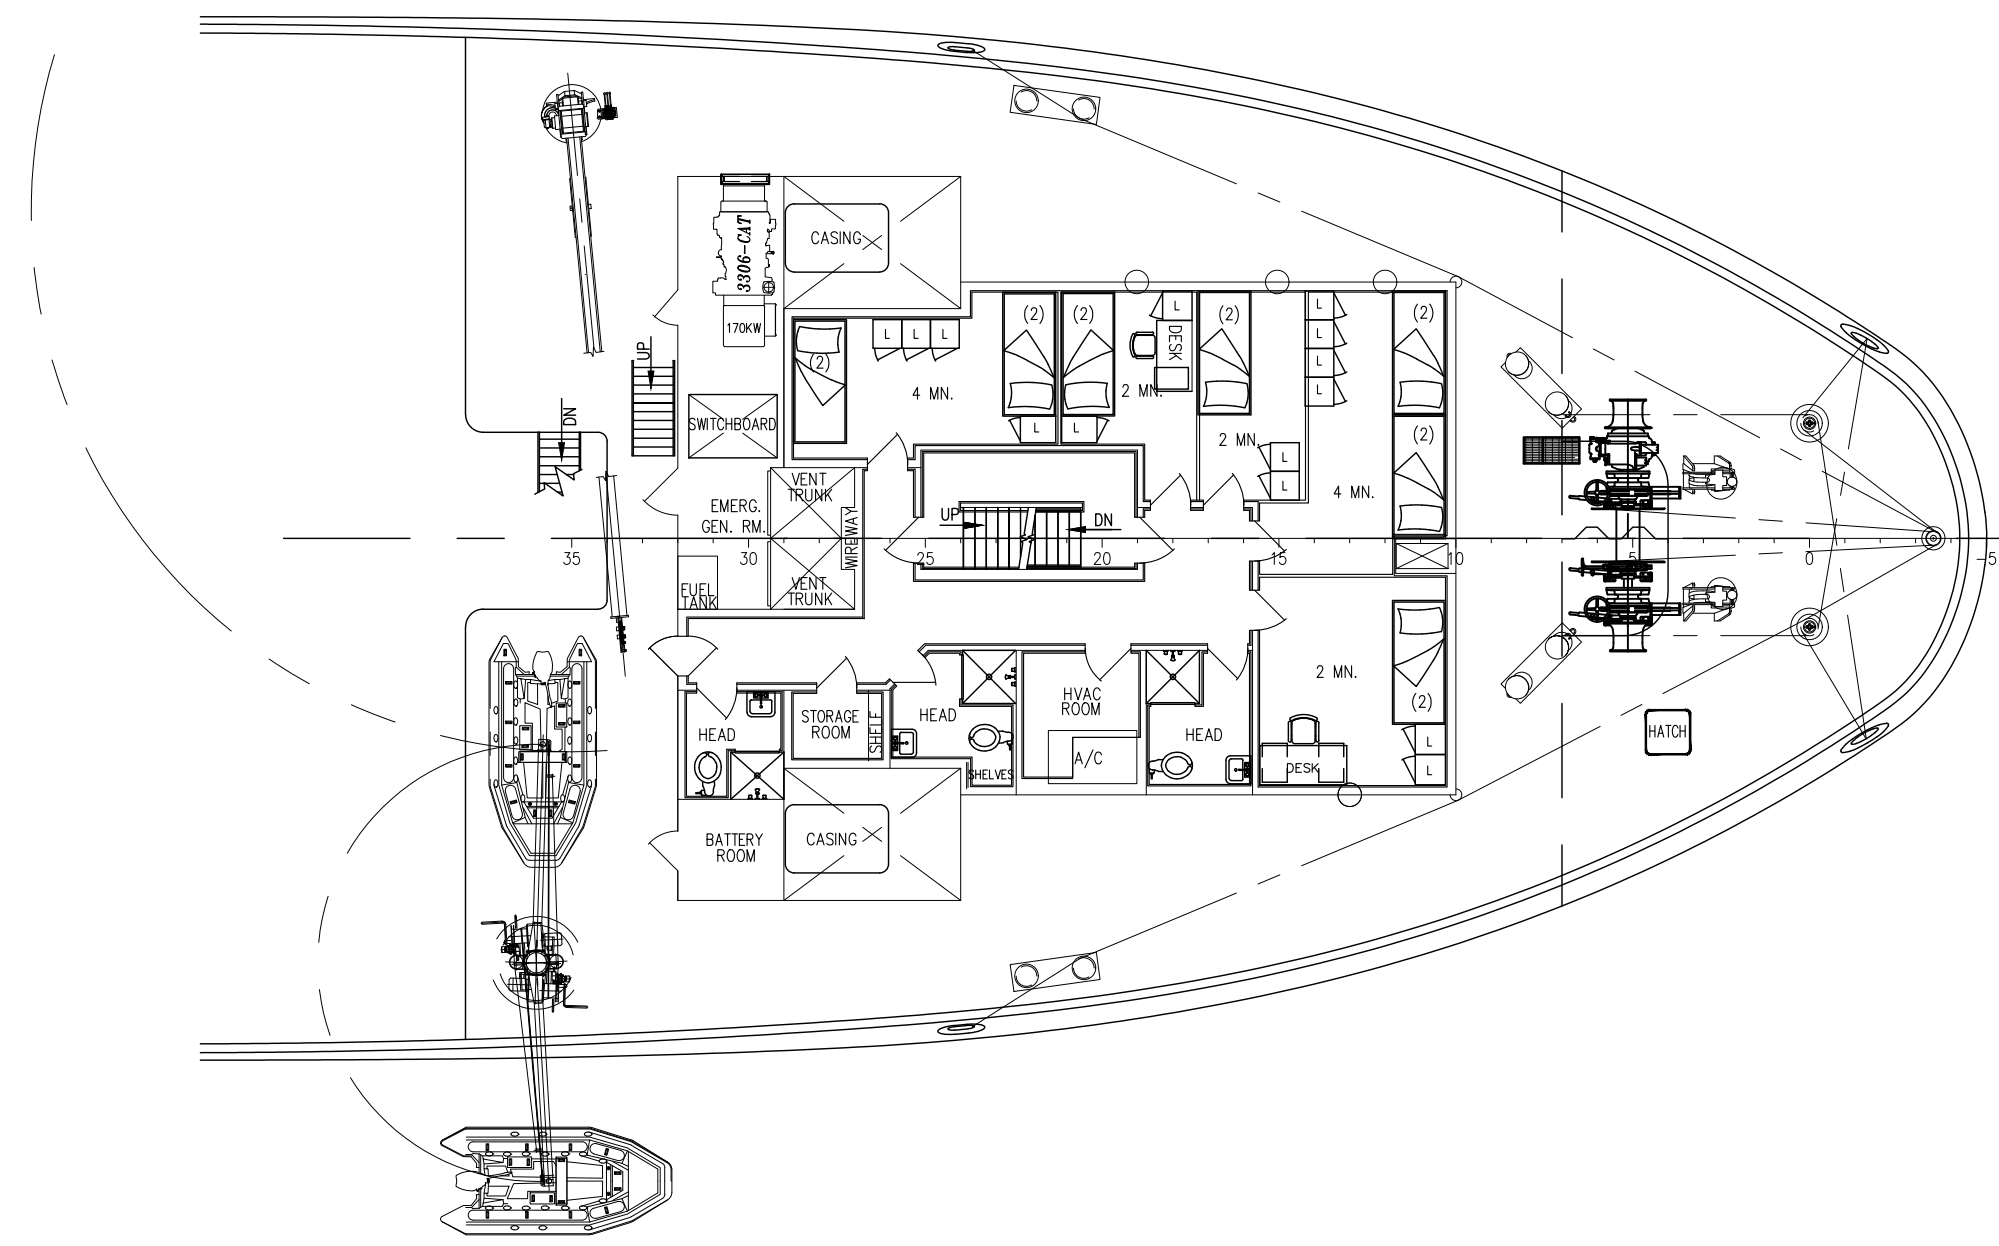 3306-CAT
CASING
170KW
UP
DN
SWITCHBOARD
(2)
L
L
L
4 MN.
(2)
L
(2)
L
2 MN.
L
DESK
(2)
2 MN.
L
L
L
L
L
L
4 MN.
(2)
(2)
VENT
TRUNK
EMERG.
GEN. RM.
WIREWAY
VENT
TRUNK
FUEL
TANK
UP
DN
35
30
25
20
15
10
5
0
-5
2 MN.
(2)
L
L
DESK
HEAD
STORAGE
ROOM
SHELF
HEAD
SHELVES
HVAC
ROOM
A/C
HEAD
HATCH
BATTERY
ROOM
CASING